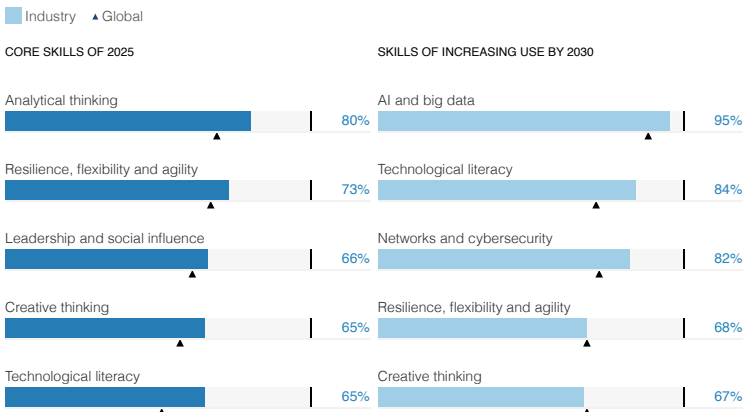 Industry Global
CORE SKILLS OF 2025
Analytical thinking
80%
Resilience, flexibility and agility
73%
Leadership and social influence
66%
Creative thinking
65%
Technological literacy
65%
SKILLS OF INCREASING USE BY 2030
AI and big data
95%
Technological literacy
84%
Networks and cybersecurity
82%
Resilience, flexibility and agility
68%
Creative thinking
67%